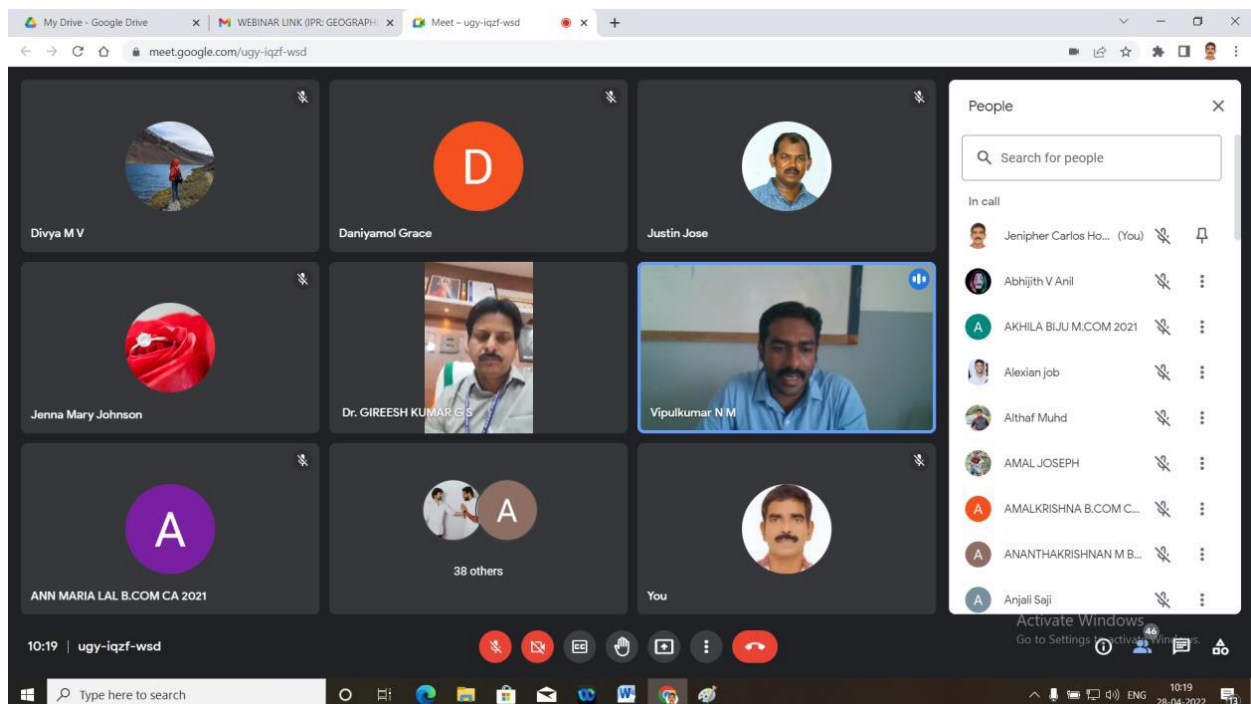 My Drive - Google Drive
WEBINAR LINK (IPR: GEOGRAPHI
Meet – ugy-iqzf-wsd
meet.google.com/ugy-iqzf-wsd
Divya M V
D
Daniyamol Grace
Justin Jose
Jenna Mary Johnson
Dr. GIREESH KUMAR G S
Vipulkumar N M
A
ANN MARIA LAL B.COM CA 2021
A
38 others
You
People
Search for people
In call
Jenipher Carlos Ho... (You)
Abhijith V Anil
A AKHILA BIJU M.COM 2021
Alexian job
Althaf Muhd
AMAL JOSEPH
A AMALKRISHNA B.COM C...
A ANANTHAKRISHNAN M B...
A Anjali Saji
Activate Windows
Go to Settings to activate Windows.
10:19 | ugy-iqzf-wsd
CC
46
Type here to search
ENG
10:19
28-04-2022
13